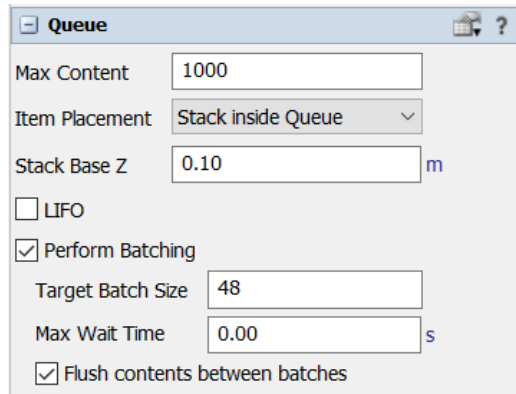 Queue ?
Max Content 1000
Item Placement Stack inside Queue
Stack Base Z 0.10 m
LIFO
Perform Batching
Target Batch Size 48
Max Wait Time 0.00 s
Flush contents between batches